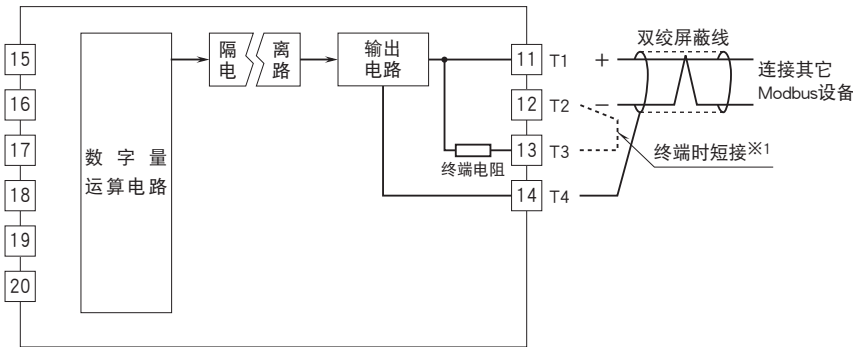 15
16
17
18
19
20
数字量
运算电路
隔 离
电 路
输出
电路
终端电阻
11 T1 +
12 T2 −
13 T3
14 T4
双绞屏蔽线
连接其它
Modbus设备
终端时短接※1